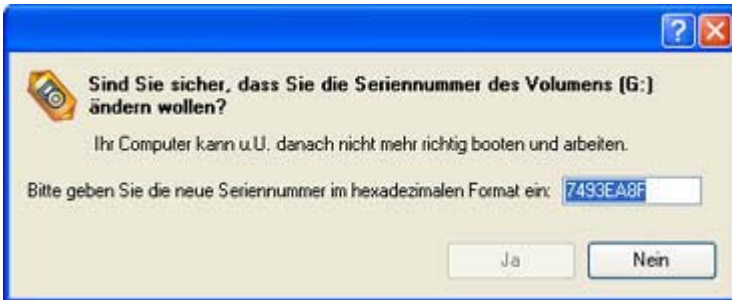 Sind Sie sicher, dass Sie die Seriennummer des Volumens (G:)
ändern wollen?
Ihr Computer kann u.U. danach nicht mehr richtig booten und arbeiten.
Bitte geben Sie die neue Seriennummer im hexadezimalen Format ein: 7493EA8F
Ja Nein